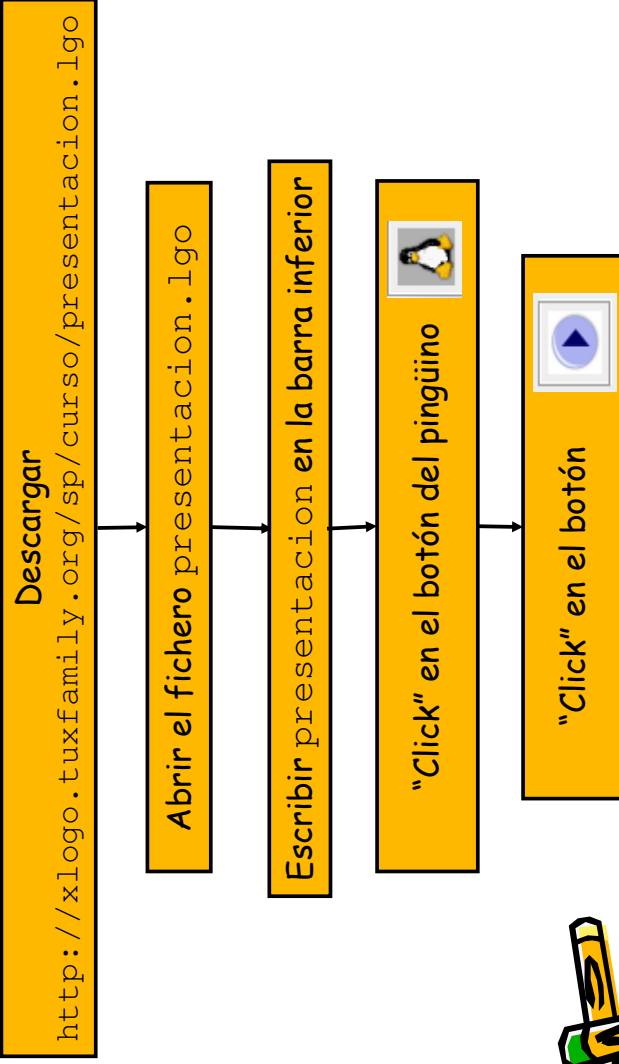 Descargar
http://xlogo.tuxfamily.org/sp/curso/presentacion.lgo
Abrir el fichero presentacion.lgo
Escribir presentacion en la barra inferior
"Click" en el botón del pingüino
"Click" en el botón